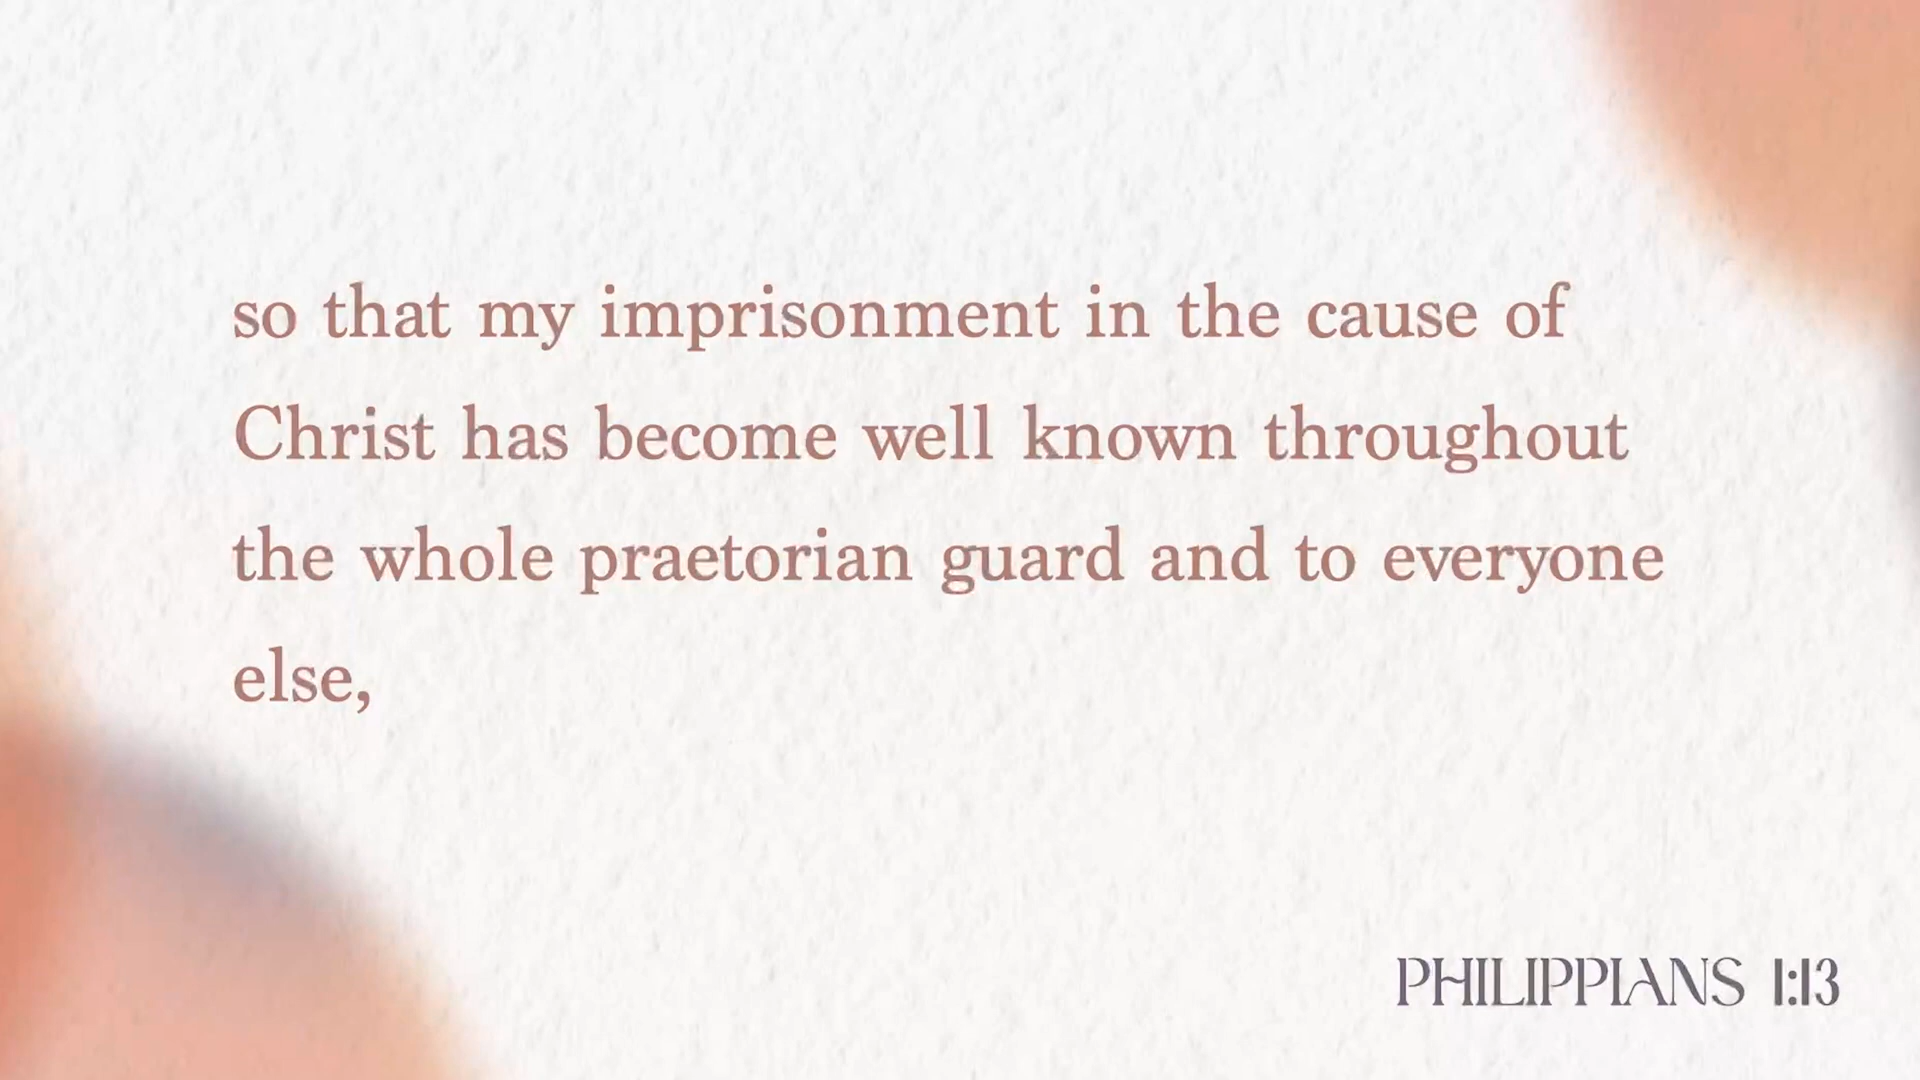 so that my imprisonment in the cause of
Christ has become well known throughout
the whole praetorian guard and to everyone
else,
PHILIPPIANS 1:13